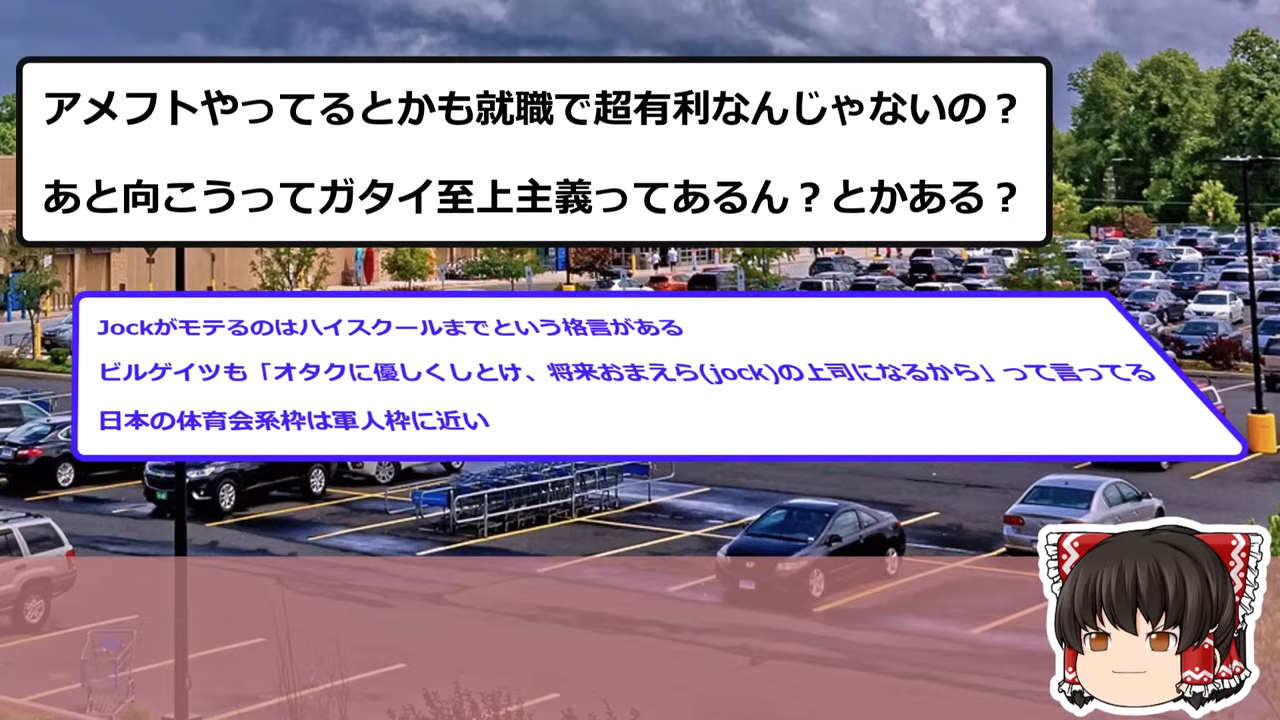 アメフトやってるとかも就職で超有利なんじゃないの？
あと向こうってガタイ至上主義ってあるん？とかある？
Jockがモテるのはハイスクールまでという格言がある
ビルゲイツも「オタクに優しくしとけ、将来おまえら(jock)の上司になるから」って言ってる
日本の体育会系枠は軍人枠に近い